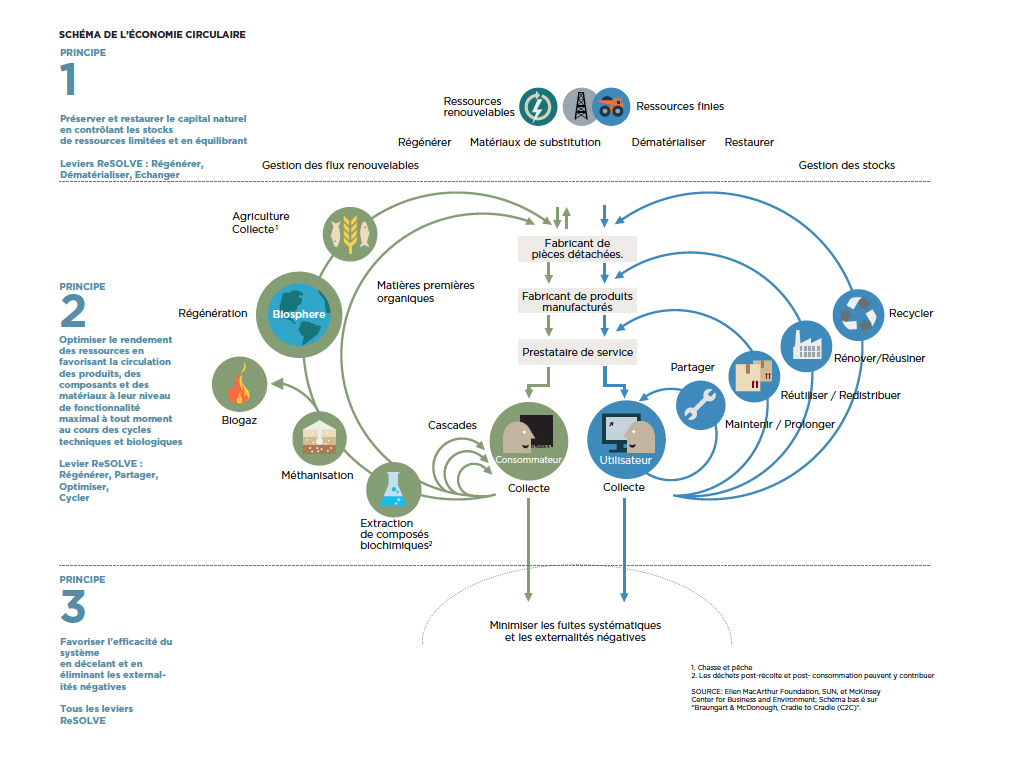 SCHÉMA DE L'ÉCONOMIE CIRCULAIRE
PRINCIPE
1
Préserver et restaurer le capital naturel
en contrôlant les stocks
de ressources limitées et en équilibrant
Leviers ReSOLVE : Régénérer,
Dématérialiser, Echanger
Ressources
renouvelables
Ressources finies
Régénérer
Matériaux de substitution
Dématérialiser
Restaurer
Gestion des flux renouvelables
Gestion des stocks
PRINCIPE
2
Optimiser le rendement
des ressources en
favorisant la circulation
des produits, des
composants et des
matériaux à leur niveau
de fonctionnalité
maximal à tout moment
au cours des cycles
techniques et biologiques
Levier ReSOLVE :
Régénérer, Partager,
Optimiser,
Cycler
Agriculture
Collecte¹
Régénération
Biosphere
Biogaz
Méthanisation
Extraction
de composés
biochimiques²
Matières premières
organiques
Cascades
Fabricant de
pièces détachées.
Fabricant de produits
manufacturés
Prestataire de service
Consommateur
Utilisateur
Collecte
Collecte
Partager
Recycler
Rénover/Réusiner
Réutiliser / Redistribuer
Maintenir / Prolonger
PRINCIPE
3
Favoriser l'efficacité du
système
en décelant et en
éliminant les external-
ités négatives
Tous les leviers
ReSOLVE
Minimiser les fuites systématiques
et les externalités négatives
1. Chasse et pêche
2. Les déchets post-récolte et post- consommation peuvent y contribuer
SOURCE: Ellen MacArthur Foundation, SUN, et McKinsey
Center for Business and Environment; Schéma bas é sur
"Braungart & McDonough, Cradle to Cradle (C2C)".